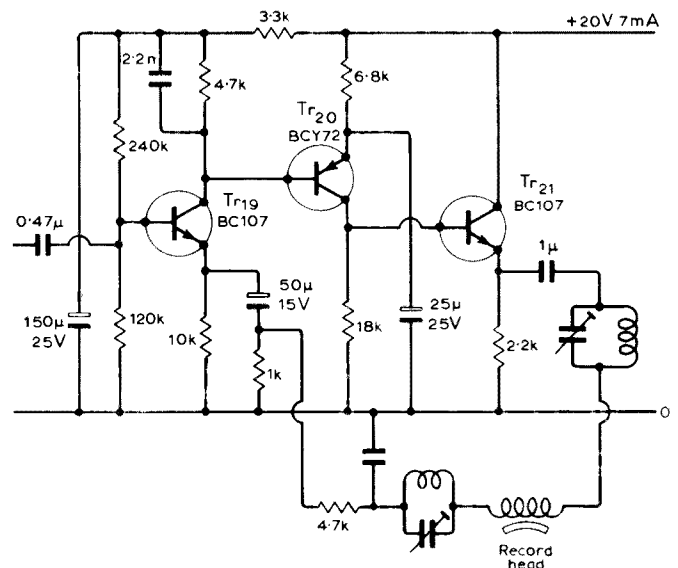 3.3k
+20V 7mA
2.2n
4.7k
6.8k
Tr20
BCY72
240k
Tr19
BC107
Tr21
BC107
0.47μ
1μ
50μ
15V
150μ
25V
120k
10k
1k
18k
25μ
25V
2.2k
0
4.7k
Record
head